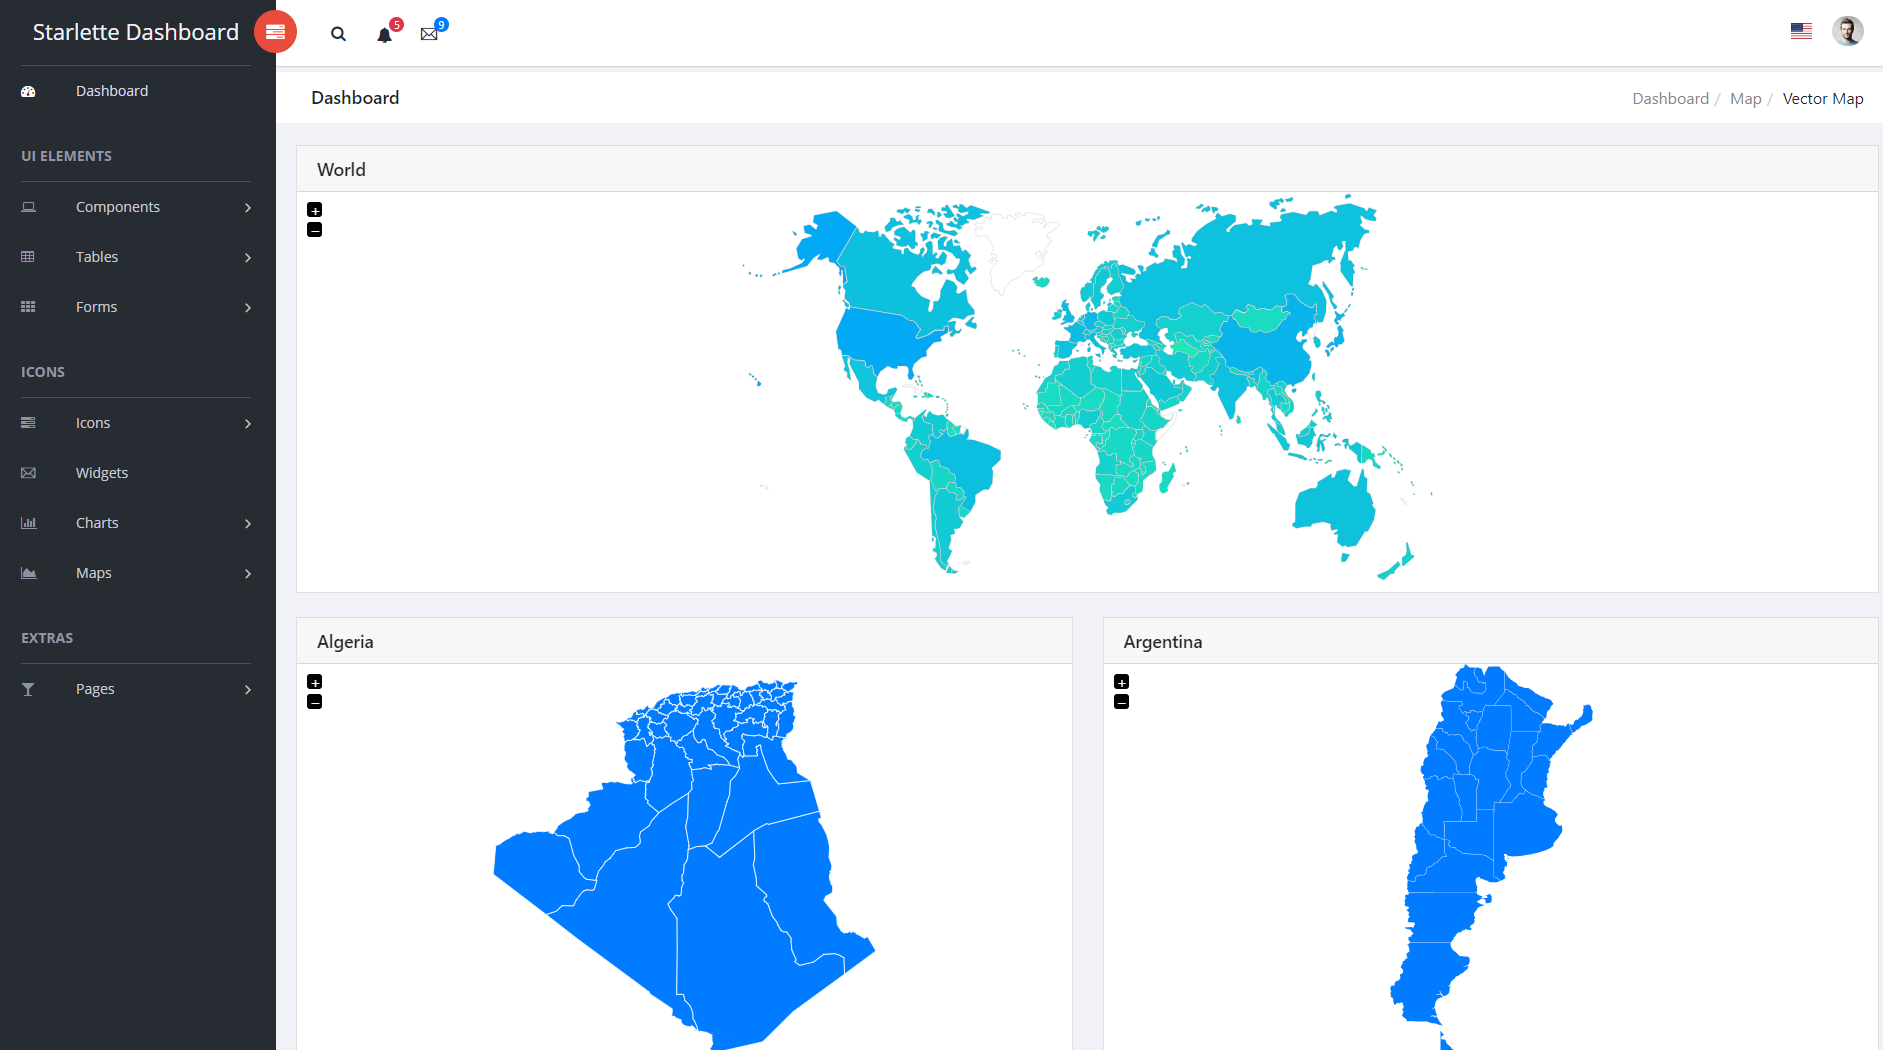 Starlette Dashboard
5
9
Dashboard
UI ELEMENTS
Components
Tables
Forms
ICONS
Icons
Widgets
Charts
Maps
EXTRAS
Pages
Dashboard
Dashboard / Map / Vector Map
World
+
−
Algeria
+
−
Argentina
+
−